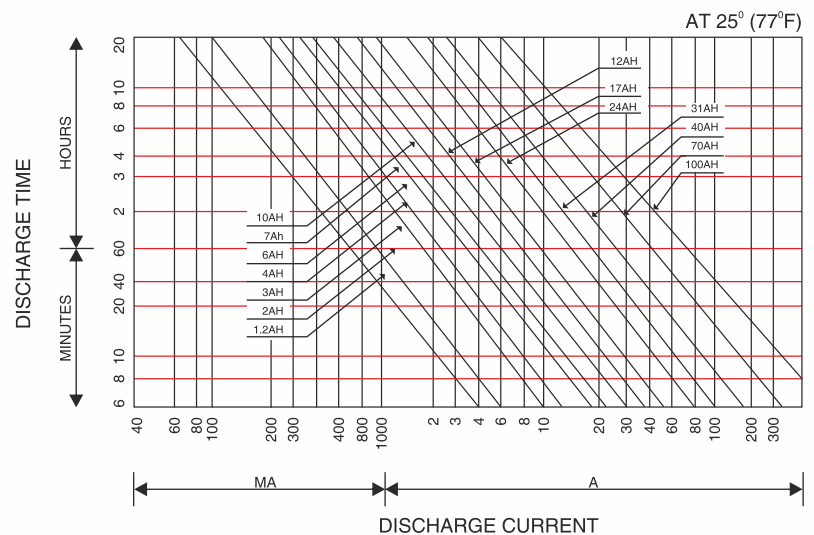 AT 25⁰ (77⁰F)
DISCHARGE TIME
HOURS
MINUTES
20
10
8
6
4
3
2
60
40
20
10
8
6
12AH
17AH
24AH
31AH
40AH
70AH
100AH
10AH
7Ah
6AH
4AH
3AH
2AH
1.2AH
40 60 80 100 200 300 400 800 1000 2 3 4 6 8 10 20 30 40 60 80 100 200 300
MA A
DISCHARGE CURRENT